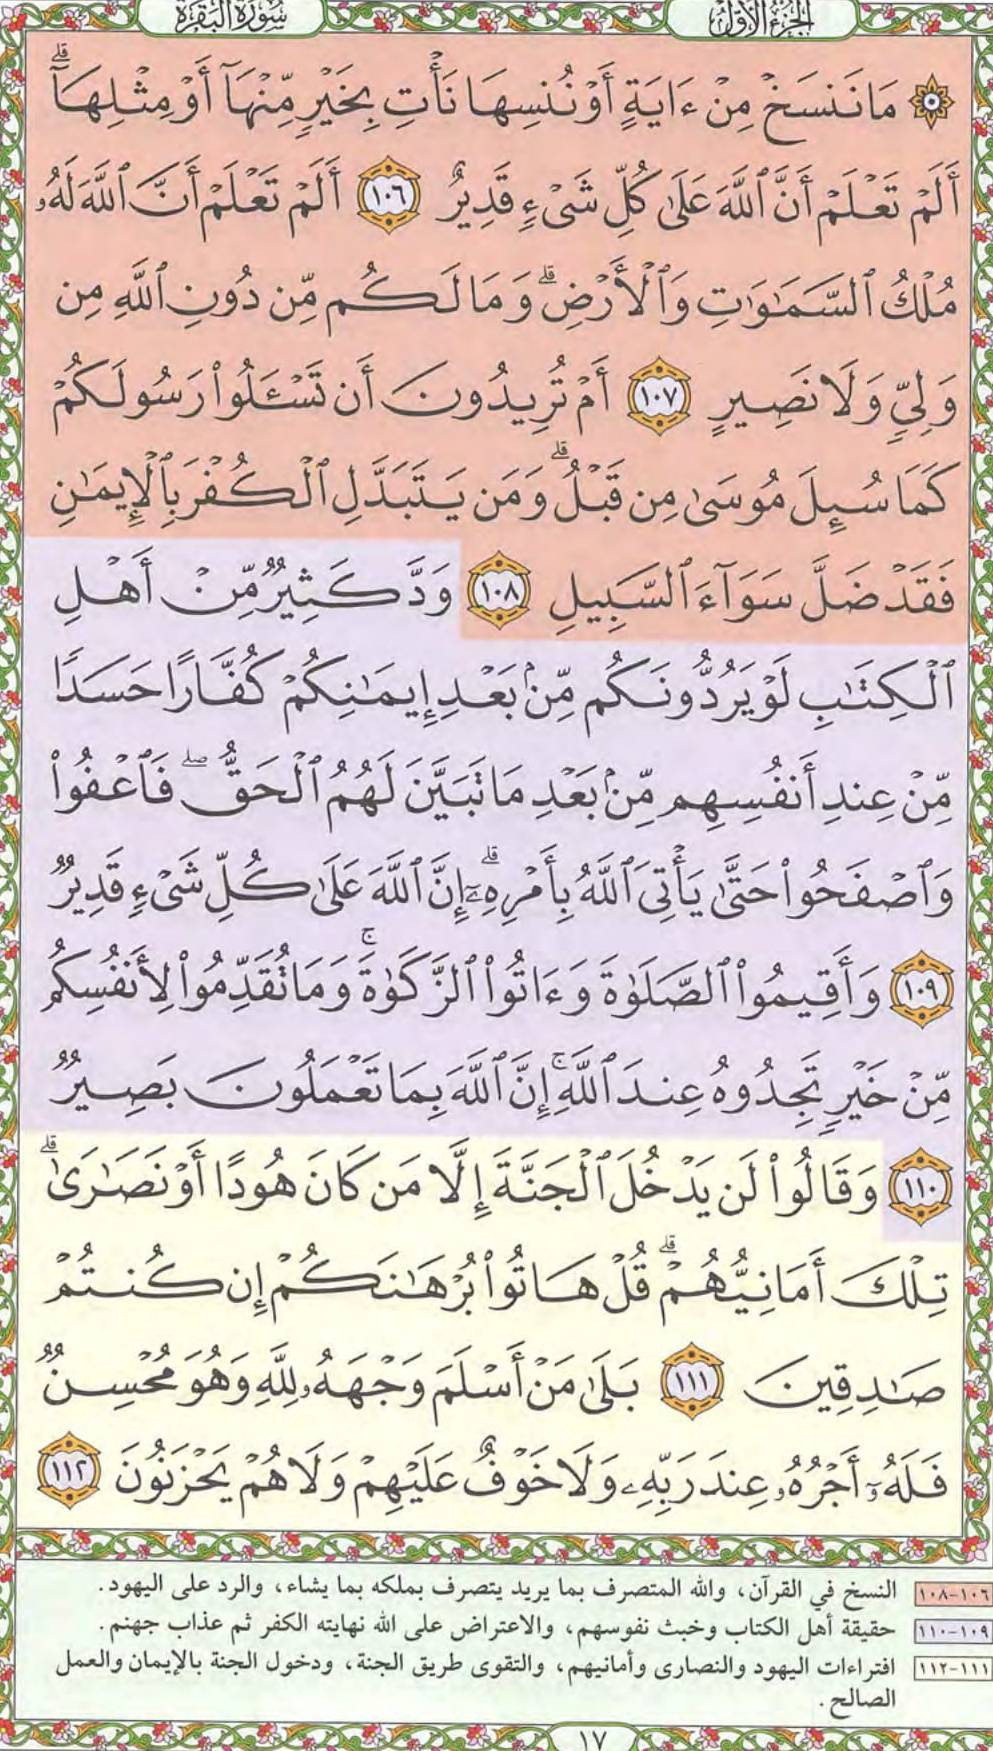 الجزء الأول
سورة البقرة
۞ مَا نَنسَخۡ مِنۡ ءَايَةٍ أَوۡ نُنسِهَا نَأۡتِ بِخَيۡرٖ مِّنۡهَآ أَوۡ مِثۡلِهَآۗ
أَلَمۡ تَعۡلَمۡ أَنَّ ٱللَّهَ عَلَىٰ كُلِّ شَيۡءٖ قَدِيرٌ ١٠٦ أَلَمۡ تَعۡلَمۡ أَنَّ ٱللَّهَ لَهُۥ
مُلۡكُ ٱلسَّمَٰوَٰتِ وَٱلۡأَرۡضِۗ وَمَا لَكُم مِّن دُونِ ٱللَّهِ مِن
وَلِيّٖ وَلَا نَصِيرٍ ١٠٧ أَمۡ تُرِيدُونَ أَن تَسۡـَٔلُواْ رَسُولَكُمۡ
كَمَا سُئِلَ مُوسَىٰ مِن قَبۡلُۗ وَمَن يَتَبَدَّلِ ٱلۡكُفۡرَ بِٱلۡإِيمَٰنِ
فَقَدۡ ضَلَّ سَوَآءَ ٱلسَّبِيلِ ١٠٨ وَدَّ كَثِيرٞ مِّنۡ أَهۡلِ
ٱلۡكِتَٰبِ لَوۡ يَرُدُّونَكُم مِّنۢ بَعۡدِ إِيمَٰنِكُمۡ كُفَّارًا حَسَدٗا
مِّنۡ عِندِ أَنفُسِهِم مِّنۢ بَعۡدِ مَا تَبَيَّنَ لَهُمُ ٱلۡحَقُّۖ فَٱعۡفُواْ
وَٱصۡفَحُواْ حَتَّىٰ يَأۡتِيَ ٱللَّهُ بِأَمۡرِهِۦٓۗ إِنَّ ٱللَّهَ عَلَىٰ كُلِّ شَيۡءٖ قَدِيرٞ
١٠٩ وَأَقِيمُواْ ٱلصَّلَوٰةَ وَءَاتُواْ ٱلزَّكَوٰةَۚ وَمَا تُقَدِّمُواْ لِأَنفُسِكُم
مِّنۡ خَيۡرٖ تَجِدُوهُ عِندَ ٱللَّهِۚ إِنَّ ٱللَّهَ بِمَا تَعۡمَلُونَ بَصِيرٞ
١١٠ وَقَالُواْ لَن يَدۡخُلَ ٱلۡجَنَّةَ إِلَّا مَن كَانَ هُودًا أَوۡ نَصَٰرَىٰۗ
تِلۡكَ أَمَانِيُّهُمۡۗ قُلۡ هَاتُواْ بُرۡهَٰنَكُمۡ إِن كُنتُمۡ
صَٰدِقِينَ ١١١ بَلَىٰ مَنۡ أَسۡلَمَ وَجۡهَهُۥ لِلَّهِ وَهُوَ مُحۡسِنٞ
فَلَهُۥٓ أَجۡرُهُۥ عِندَ رَبِّهِۦ وَلَا خَوۡفٌ عَلَيۡهِمۡ وَلَا هُمۡ يَحۡزَنُونَ ١١٢
١٠٦-١٠٨ النسخ في القرآن، والله المتصرف بما يريد يتصرف بملكه بما يشاء، والرد على اليهود.
١٠٩-١١٠ حقيقة أهل الكتاب وخبث نفوسهم، والاعتراض على الله نهايته الكفر ثم عذاب جهنم.
١١١-١١٢ افتراءات اليهود والنصارى وأمانيهم، والتقوى طريق الجنة، ودخول الجنة بالإيمان والعمل
الصالح.
١٧